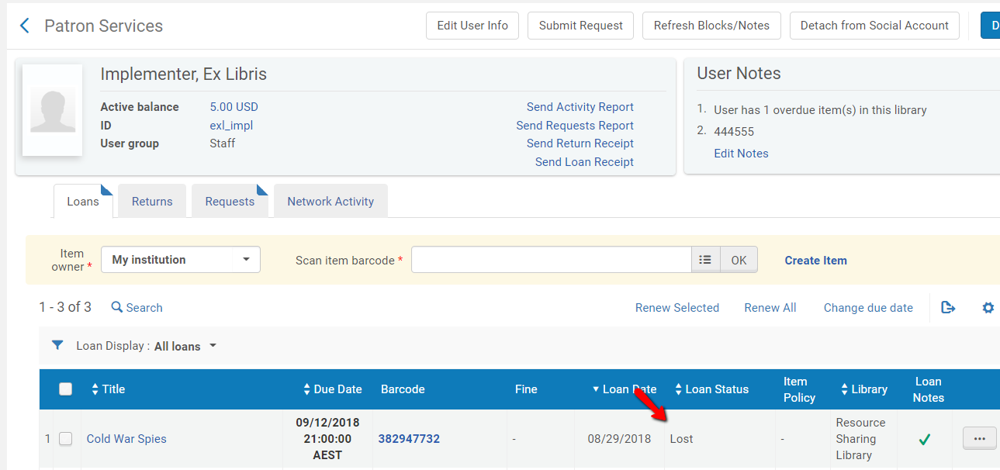 Patron Services
Edit User Info
Submit Request
Refresh Blocks/Notes
Detach from Social Account
D
Implementer, Ex Libris
Active balance 5.00 USD
ID exl_impl
User group Staff
Send Activity Report
Send Requests Report
Send Return Receipt
Send Loan Receipt
User Notes
1. User has 1 overdue item(s) in this library
2. 444555
Edit Notes
Loans
Returns
Requests
Network Activity
Item
owner *
My institution
Scan item barcode *
OK
Create Item
1 - 3 of 3
Search
Renew Selected
Renew All
Change due date
Loan Display : All loans
Title
Due Date
Barcode
Fine
Loan Date
Loan Status
Item
Policy
Library
Loan
Notes
1
Cold War Spies
09/12/2018
21:00:00
AEST
382947732
-
08/29/2018
Lost
-
Resource
Sharing
Library
...